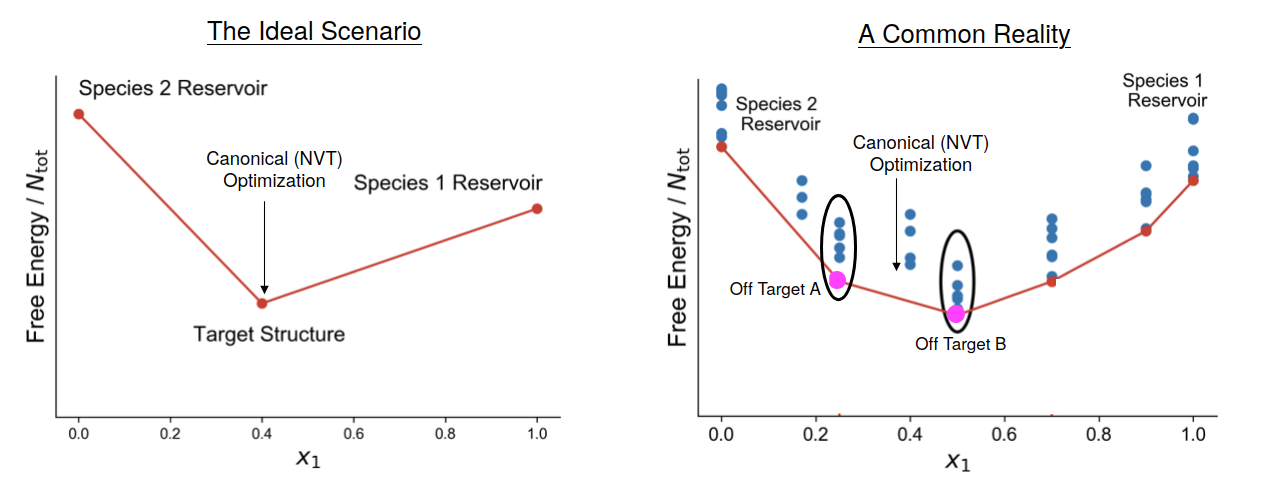 The Ideal Scenario
Species 2 Reservoir
Canonical (NVT)
Optimization
Species 1 Reservoir
Target Structure
Free Energy / Ntot
0.0 0.2 0.4 0.6 0.8 1.0
x1
A Common Reality
Species 1
Reservoir
Species 2
Reservoir
Canonical (NVT)
Optimization
Off Target A
Off Target B
Free Energy / Ntot
0.0 0.2 0.4 0.6 0.8 1.0
x1